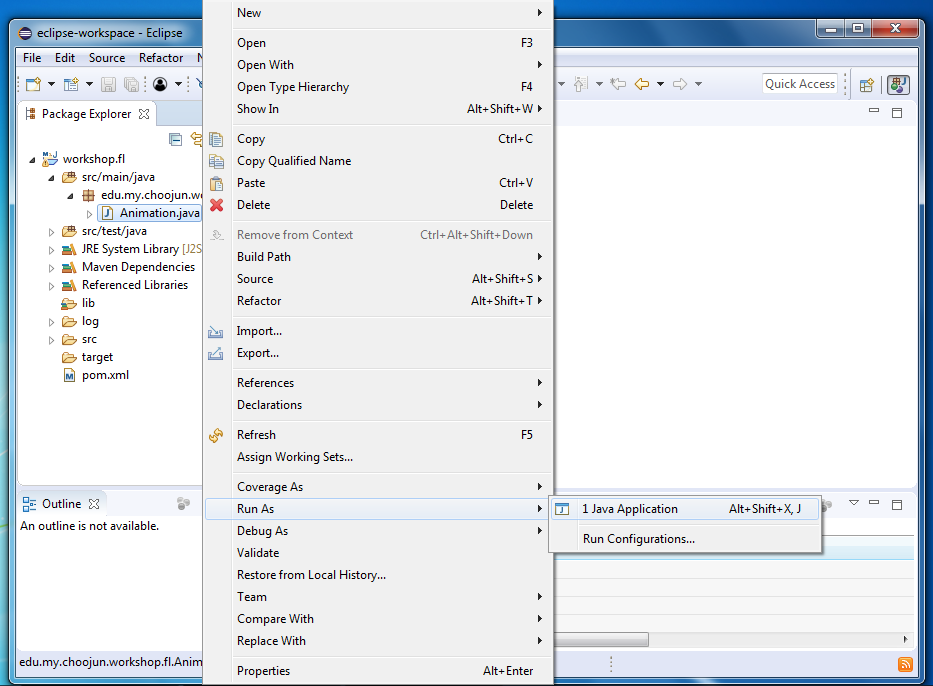 eclipse-workspace - Eclipse
File Edit Source Refactor
Quick Access
Package Explorer
workshop.fl
src/main/java
edu.my.choojun.wo
Animation.java
src/test/java
JRE System Library [J2S
Maven Dependencies
Referenced Libraries
lib
log
src
target
pom.xml
Outline
An outline is not available.
edu.my.choojun.workshop.fl.Anim
New
Open F3
Open With
Open Type Hierarchy F4
Show In Alt+Shift+W
Copy Ctrl+C
Copy Qualified Name
Paste Ctrl+V
Delete Delete
Remove from Context Ctrl+Alt+Shift+Down
Build Path
Source Alt+Shift+S
Refactor Alt+Shift+T
Import...
Export...
References
Declarations
Refresh F5
Assign Working Sets...
Coverage As
Run As
Debug As
Validate
Restore from Local History...
Team
Compare With
Replace With
Properties Alt+Enter
1 Java Application Alt+Shift+X, J
Run Configurations...